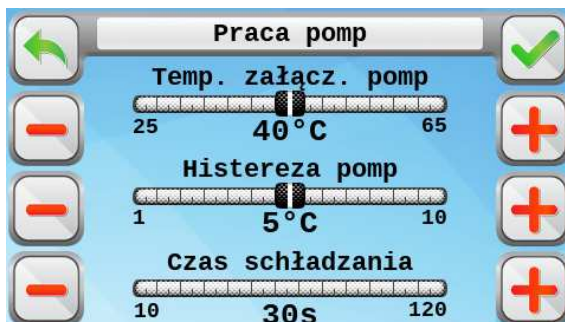 Praca pomp
Temp. załącz. pomp
25 40°C 65
Histereza pomp
1 5°C 10
Czas schładzania
10 30s 120